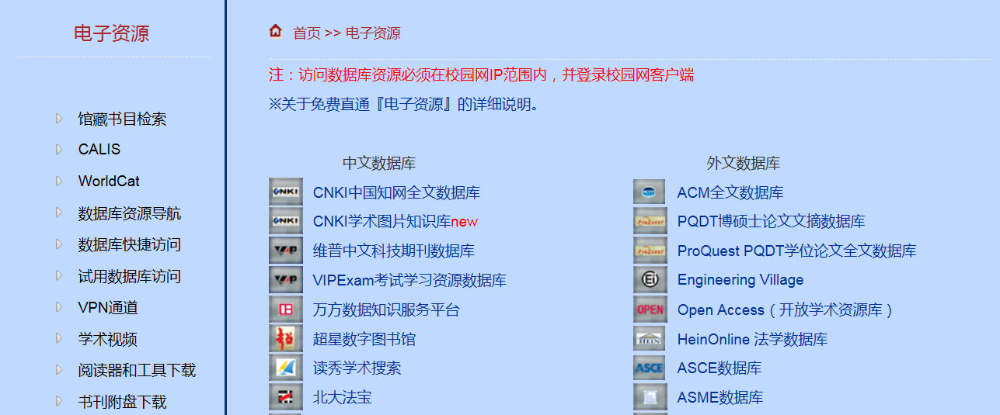 电子资源
馆藏书目检索
CALIS
WorldCat
数据库资源导航
数据库快捷访问
试用数据库访问
VPN通道
学术视频
阅读器和工具下载
书刊附盘下载
首页 >> 电子资源
注：访问数据库资源必须在校园网IP范围内，并登录校园网客户端
※关于免费直通『电子资源』的详细说明。
中文数据库
CNKI CNKI中国知网全文数据库
CNKI CNKI学术图片知识库new
维普中文科技期刊数据库
VIPExam考试学习资源数据库
万方数据知识服务平台
超星数字图书馆
读秀学术搜索
北大法宝
外文数据库
ACM全文数据库
ProQuest PQDT博硕士论文文摘数据库
ProQuest ProQuest PQDT学位论文全文数据库
Ei Engineering Village
OPEN Open Access（开放学术资源库）
HEIN HeinOnline 法学数据库
ASCE ASCE数据库
ASME数据库